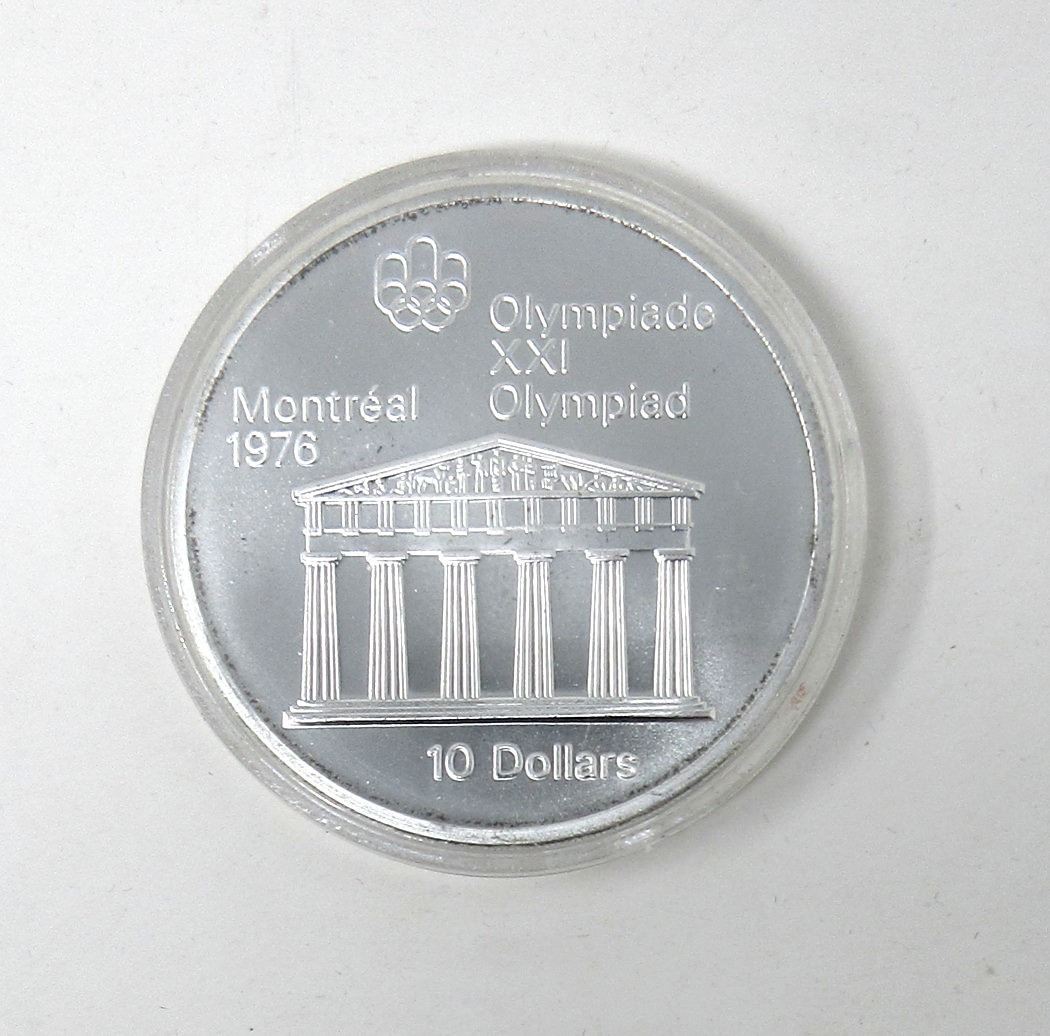 Olympiade
XXI
Olympiad
Montréal
1976
10 Dollars